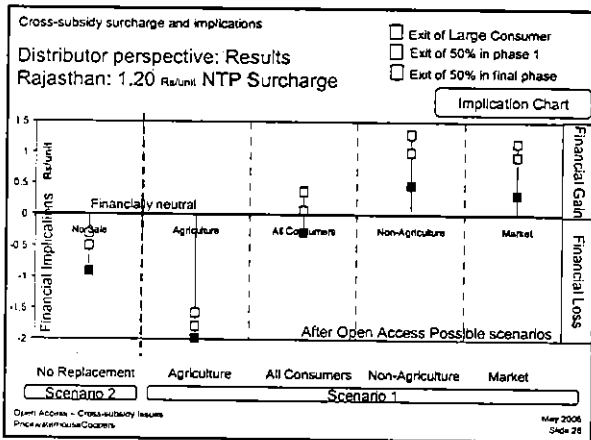 Cross-subsidy surcharge and implications
Distributor perspective: Results
Rajasthan: 1.20 Rs/unit NTP Surcharge
Exit of Large Consumer
Exit of 50% in phase 1
Exit of 50% in final phase
Implication Chart
1.5
1
0.5
0
-0.5
-1
-1.5
-2
Rs/unit
Financial Implications
Financially neutral
No Sale
Agriculture
All Consumers
Non-Agriculture
Market
Financial Gain
Financial Loss
After Open Access Possible scenarios
No Replacement
Agriculture
All Consumers
Non-Agriculture
Market
Scenario 2
Scenario 1
Open Access - Cross-subsidy Issues
PricewaterhouseCoopers
May 2006
Slide 26